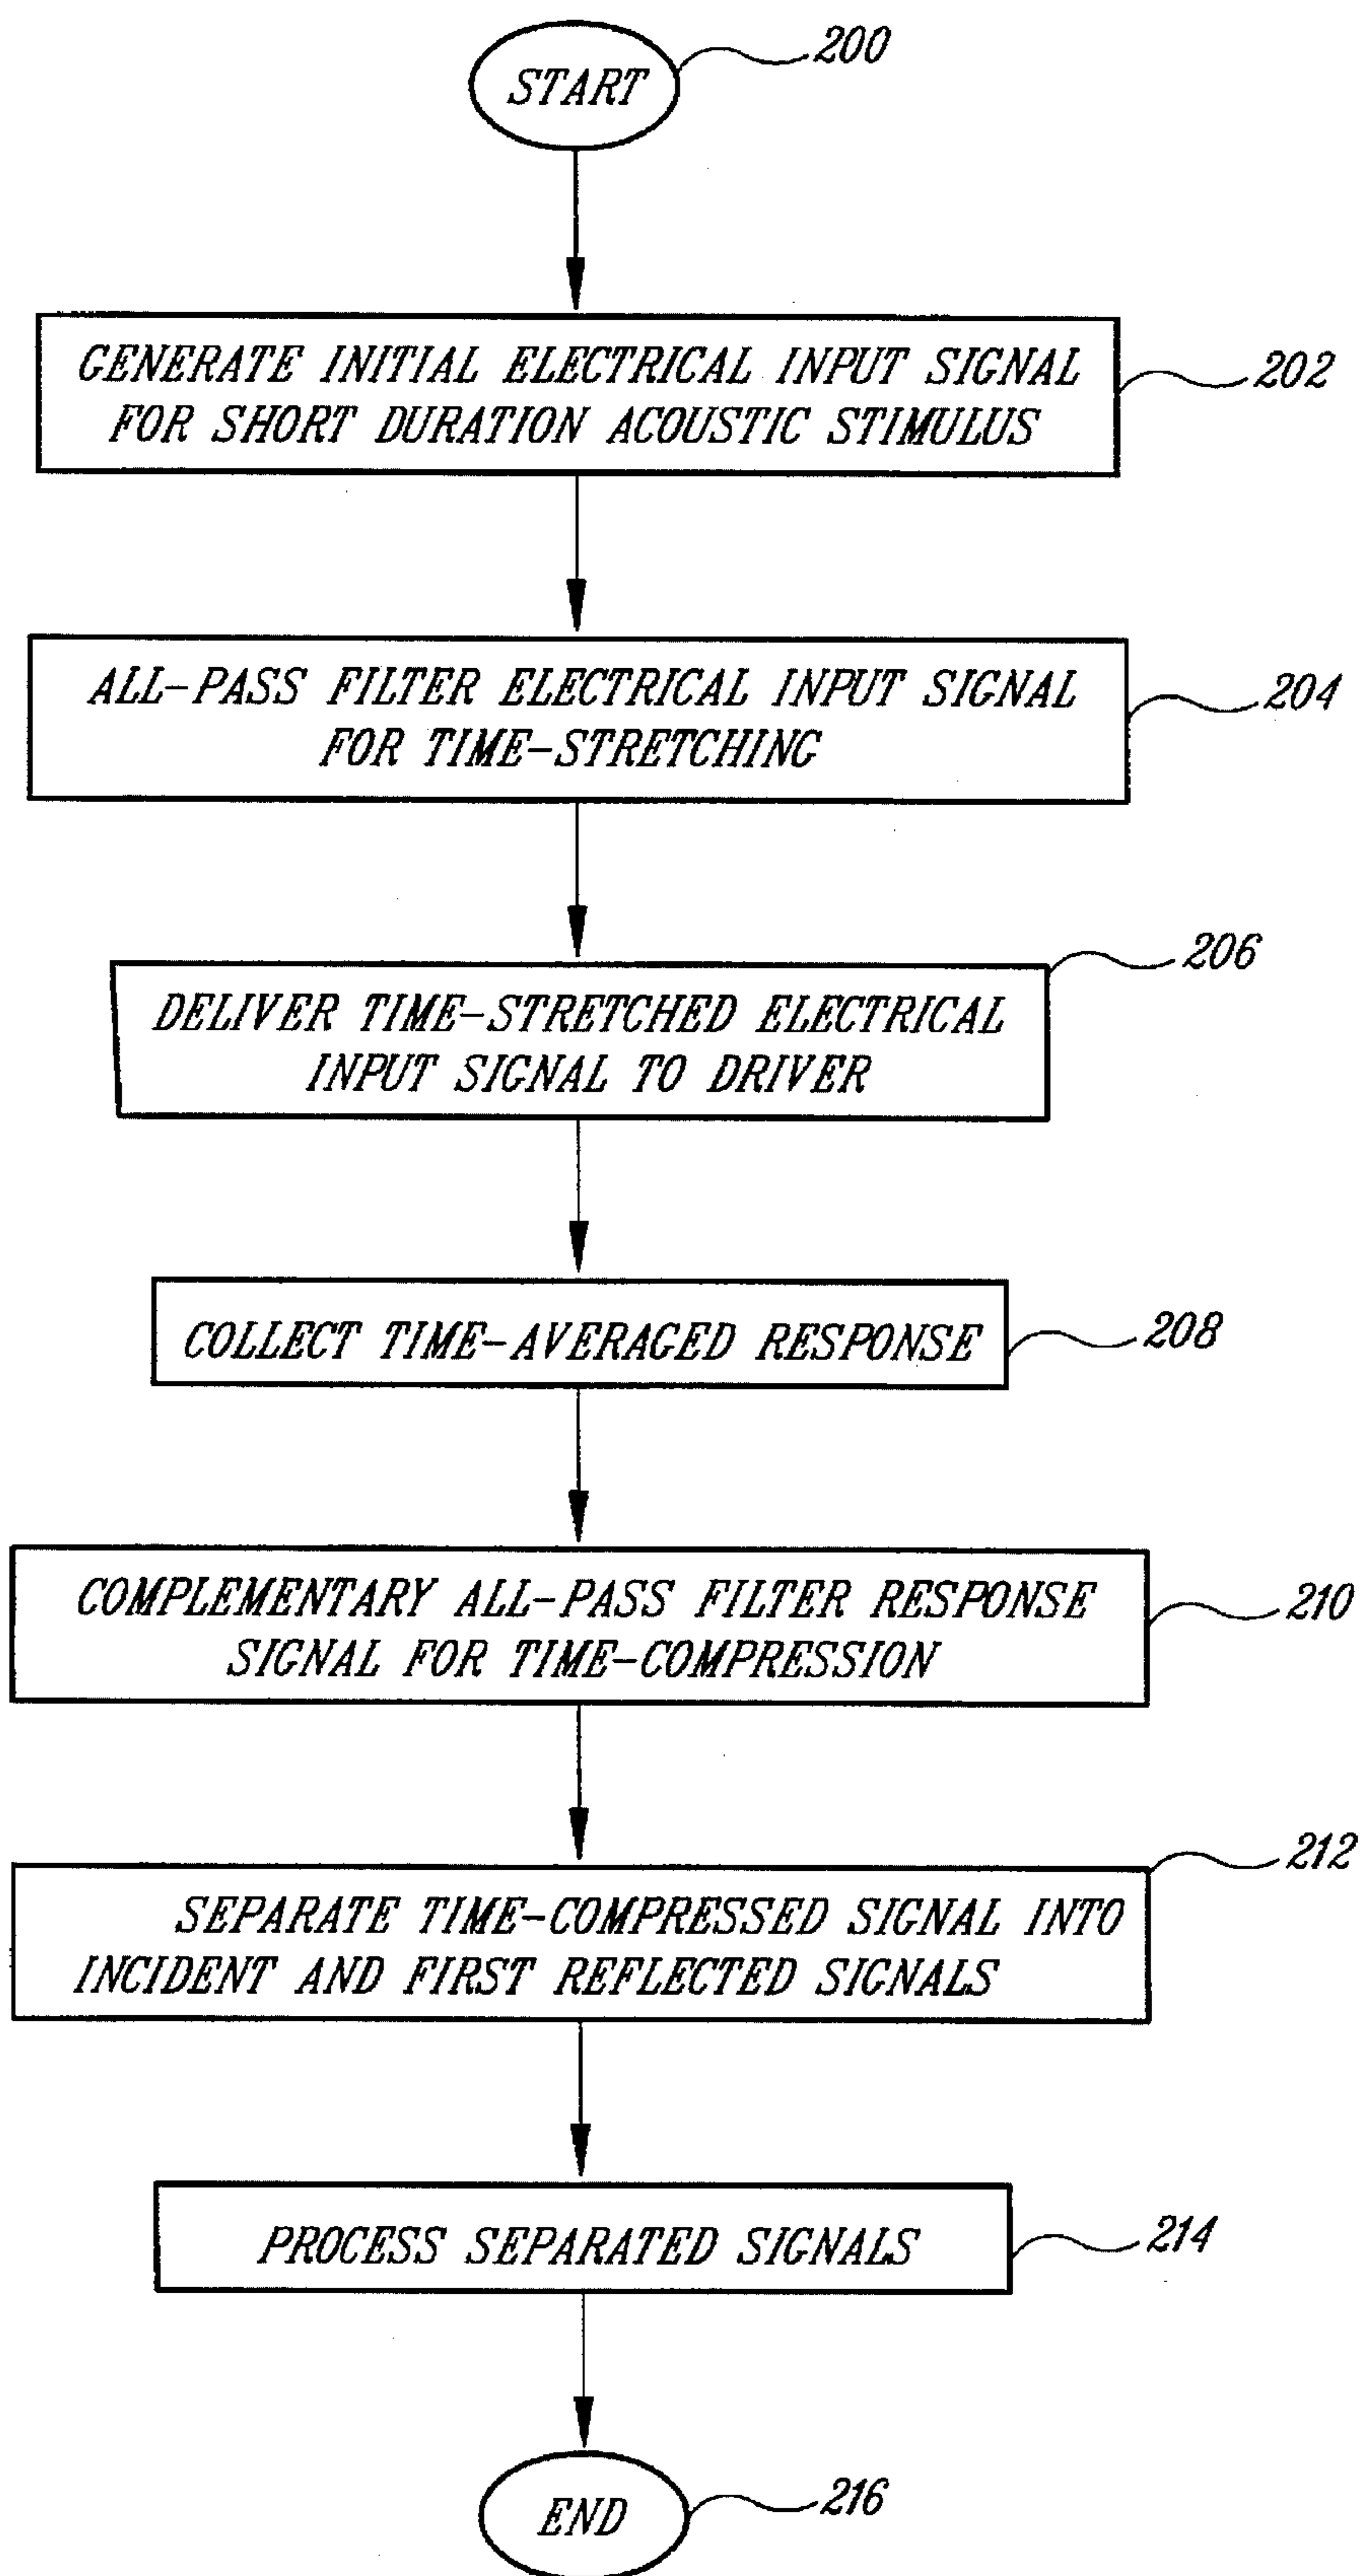 START
200
GENERATE INITIAL ELECTRICAL INPUT SIGNAL
FOR SHORT DURATION ACOUSTIC STIMULUS
202
ALL-PASS FILTER ELECTRICAL INPUT SIGNAL
FOR TIME-STRETCHING
204
DELIVER TIME-STRETCHED ELECTRICAL
INPUT SIGNAL TO DRIVER
206
COLLECT TIME-AVERAGED RESPONSE
208
COMPLEMENTARY ALL-PASS FILTER RESPONSE
SIGNAL FOR TIME-COMPRESSION
210
SEPARATE TIME-COMPRESSED SIGNAL INTO
INCIDENT AND FIRST REFLECTED SIGNALS
212
PROCESS SEPARATED SIGNALS
214
END
216